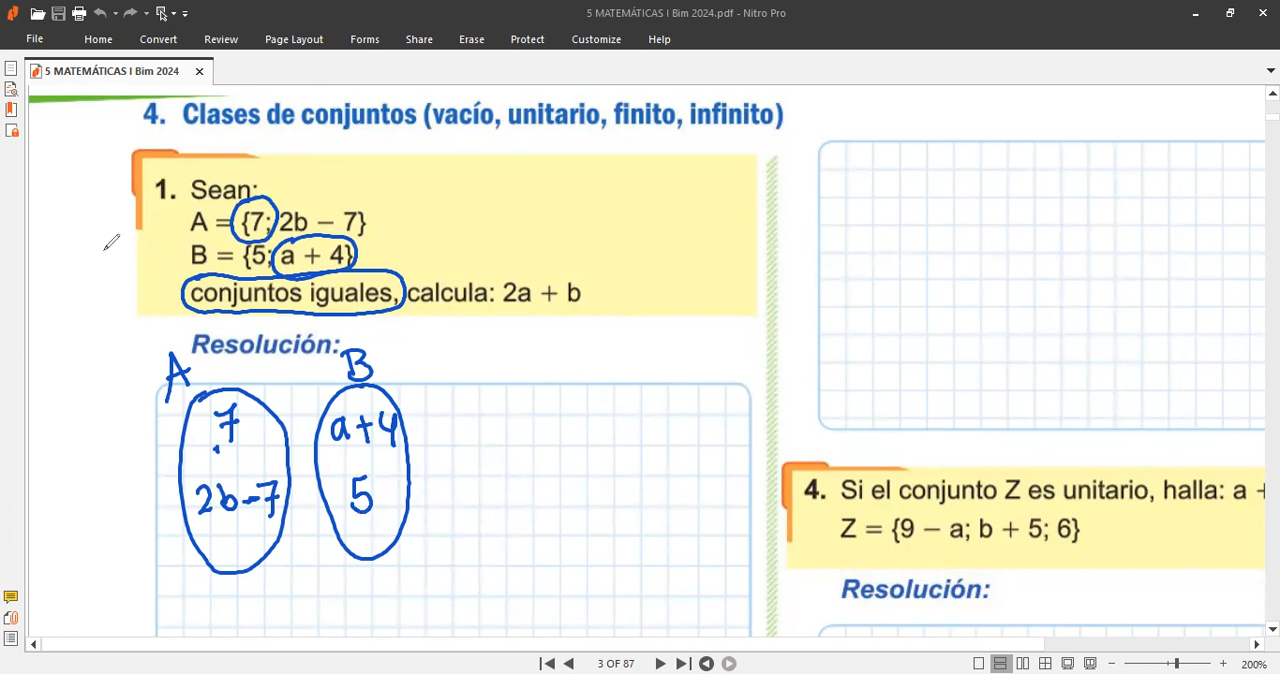 5 MATEMÁTICAS I Bim 2024.pdf - Nitro Pro
File Home Convert Review Page Layout Forms Share Erase Protect Customize Help
5 MATEMÁTICAS I Bim 2024
4. Clases de conjuntos (vacío, unitario, finito, infinito)
1. Sean:
A = {7; 2b − 7}
B = {5; a + 4}
conjuntos iguales, calcula: 2a + b
Resolución:
A B
7 a+4
2b-7 5
4. Si el conjunto Z es unitario, halla: a +
Z = {9 − a; b + 5; 6}
Resolución:
3 OF 87
200%